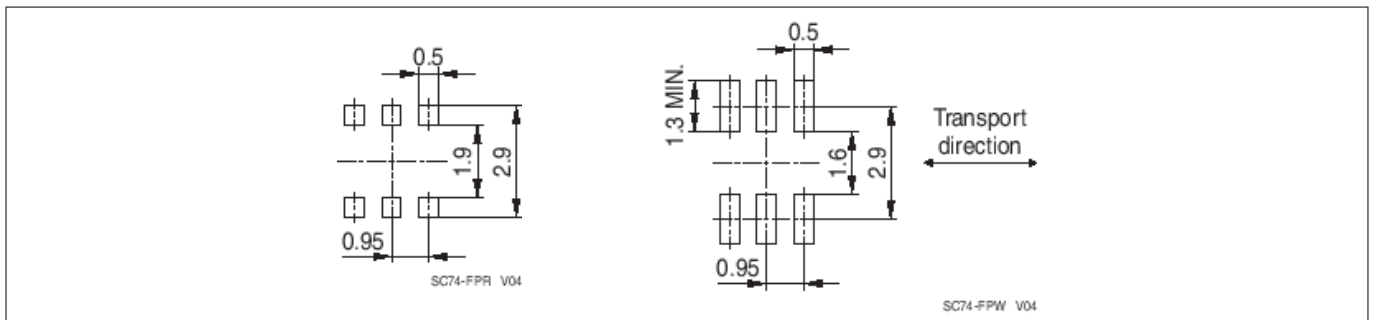 0.5
1.9
2.9
0.95
SC74-FPR V04
0.5
1.3 MIN.
1.6
2.9
0.95
Transport
direction
SC74-FPW V04